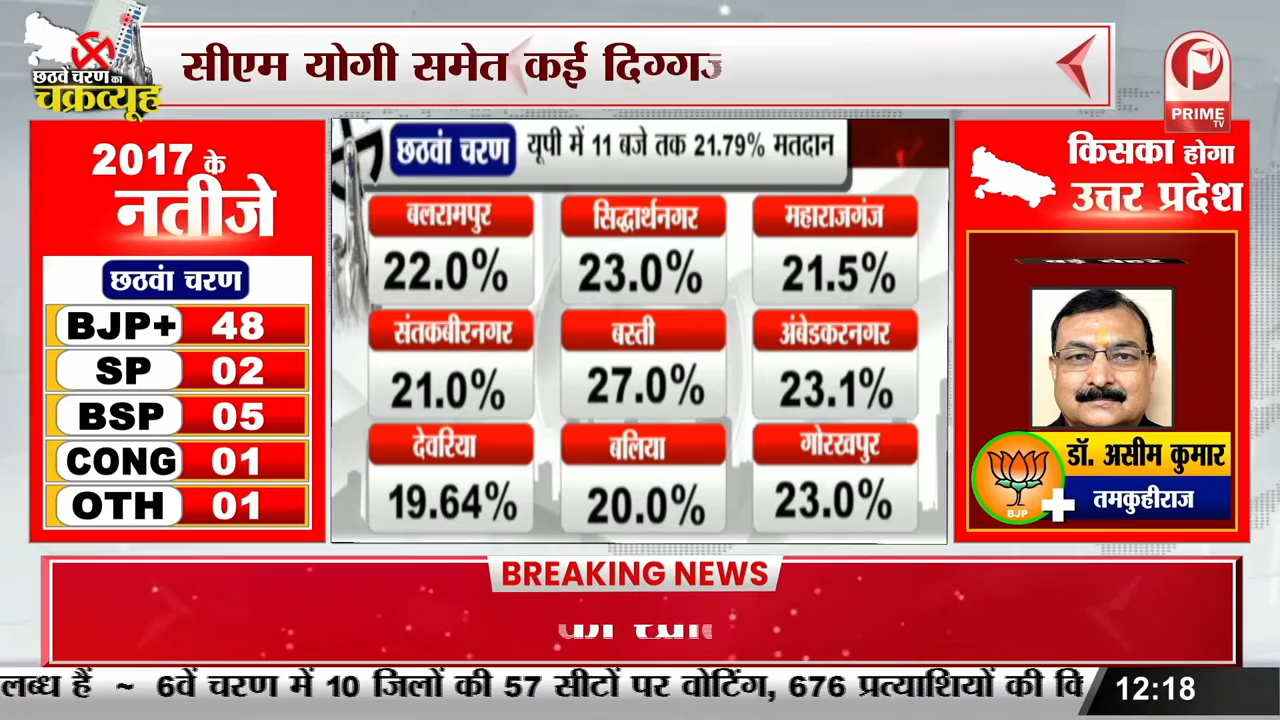 छठवें चरण का
चक्रव्यूह
सीएम योगी समेत कई दिग्गज
PRIME
TV
2017 के
नतीजे
छठवां चरण
BJP+ 48
SP 02
BSP 05
CONG 01
OTH 01
छठवां चरण
यूपी में 11 बजे तक 21.79% मतदान
बलरामपुर
22.0%
सिद्धार्थनगर
23.0%
महाराजगंज
21.5%
संतकबीरनगर
21.0%
बस्ती
27.0%
अंबेडकरनगर
23.1%
देवरिया
19.64%
बलिया
20.0%
गोरखपुर
23.0%
किसका होगा
उत्तर प्रदेश
BJP
डॉ. असीम कुमार
तमकुहीराज
BREAKING NEWS
लब्ध हैं ~ 6वें चरण में 10 जिलों की 57 सीटों पर वोटिंग, 676 प्रत्याशियों की कि
12:18